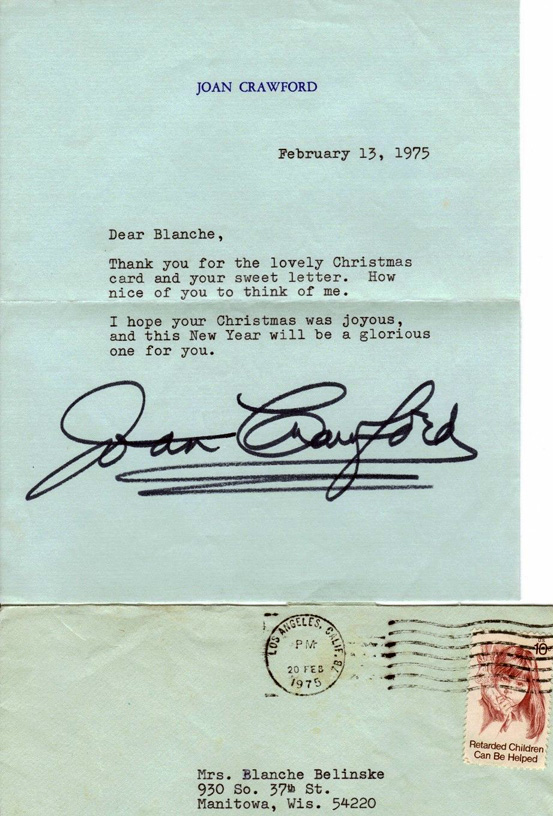 JOAN CRAWFORD
February 13, 1975
Dear Blanche,
Thank you for the lovely Christmas
card and your sweet letter. How
nice of you to think of me.
I hope your Christmas was joyous,
and this New Year will be a glorious
one for you.
Joan Crawford
LOS ANGELES, CALIF.
PM
20 FEB
1975
US
10c
Retarded Children
Can Be Helped
Mrs. Blanche Belinske
930 So. 37th St.
Manitowa, Wis. 54220